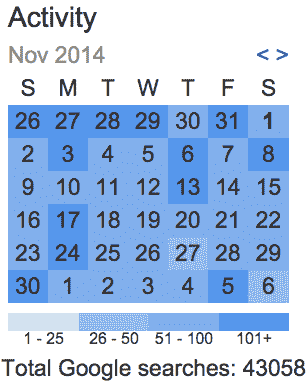 Activity
Nov 2014 < >
S M T W T F S
26 27 28 29 30 31 1
2 3 4 5 6 7 8
9 10 11 12 13 14 15
16 17 18 19 20 21 22
23 24 25 26 27 28 29
30 1 2 3 4 5 6
1 - 25 26 - 50 51 - 100 101+
Total Google searches: 43058